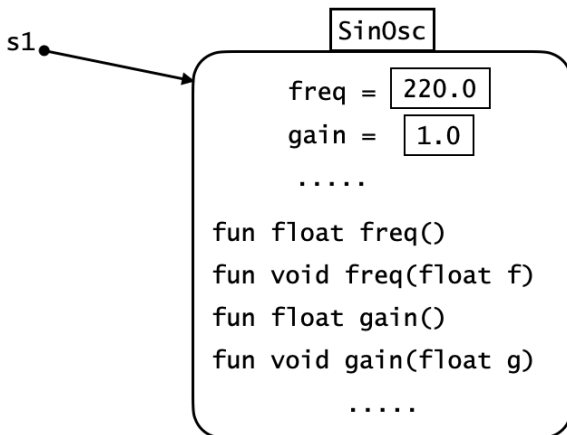 SinOsc
s1
freq = 220.0
gain = 1.0
.....
fun float freq()
fun void freq(float f)
fun float gain()
fun void gain(float g)
.....